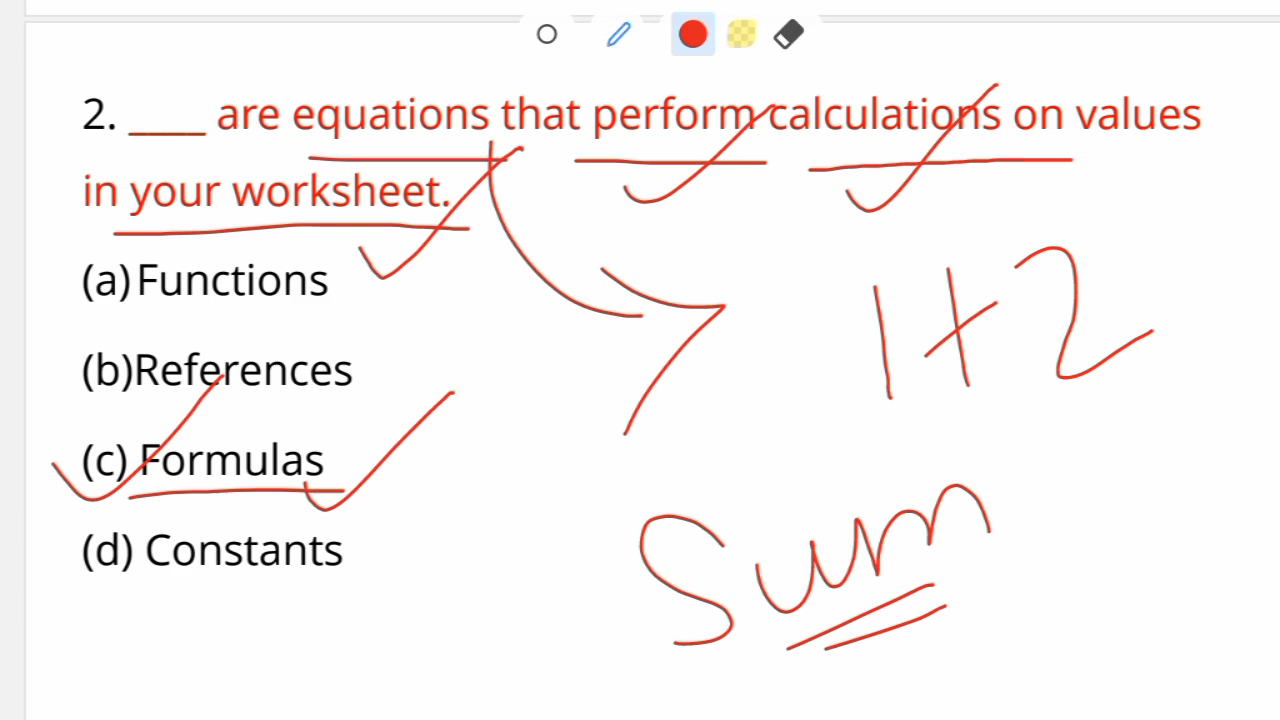 2. ____ are equations that perform calculations on values
in your worksheet.
(a) Functions
(b)References
(c) Formulas
(d) Constants
1+2
Sum